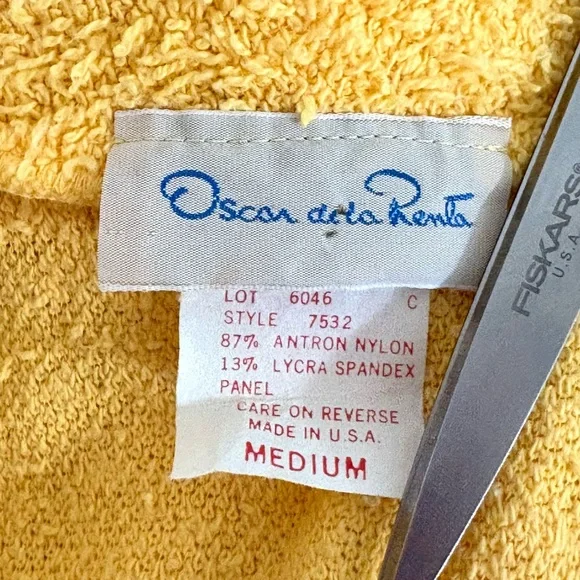 Oscar de la Renta
LOT 6046 C
STYLE 7532
87% ANTRON NYLON
13% LYCRA SPANDEX
PANEL
CARE ON REVERSE
MADE IN U.S.A.
MEDIUM
FISKARS®
U.S.A.